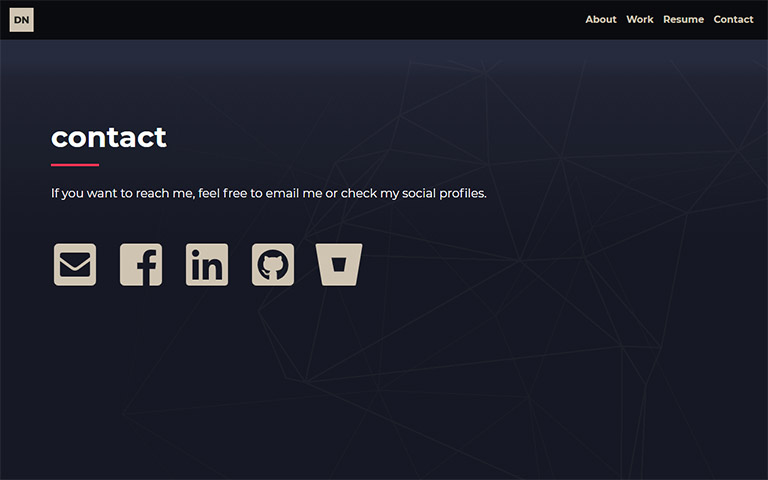 DN
About Work Resume Contact
contact
If you want to reach me, feel free to email me or check my social profiles.
in